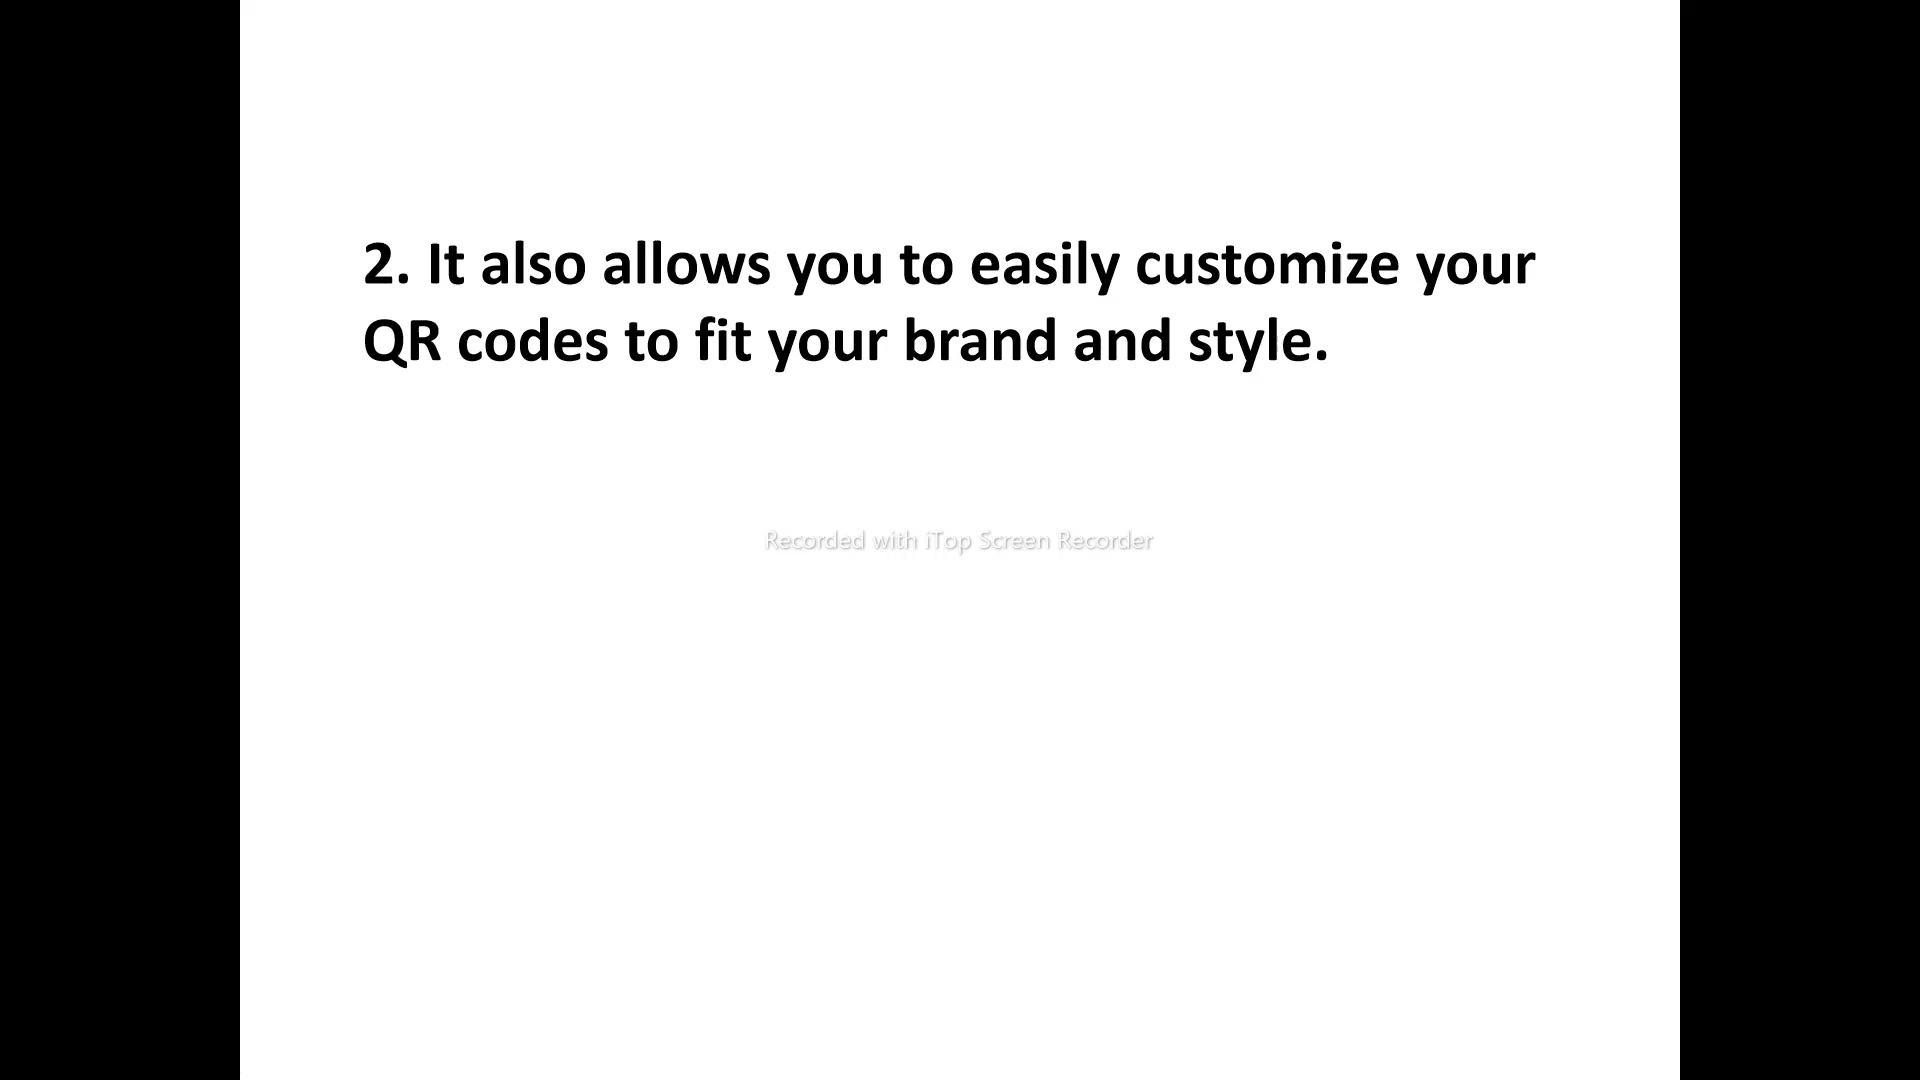 2. It also allows you to easily customize your
QR codes to fit your brand and style.
Recorded with iTop Screen Recorder